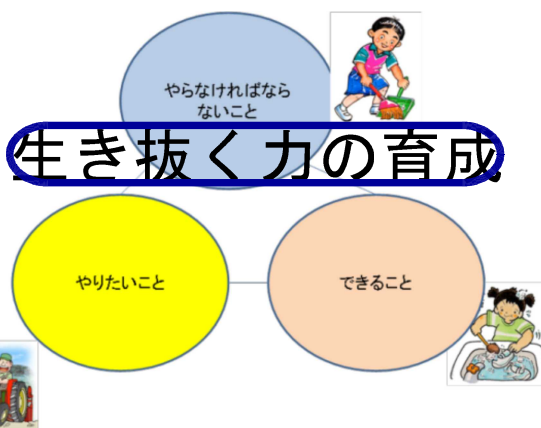 やらなければなら
ないこと
生き抜く力の育成
やりたいこと
できること